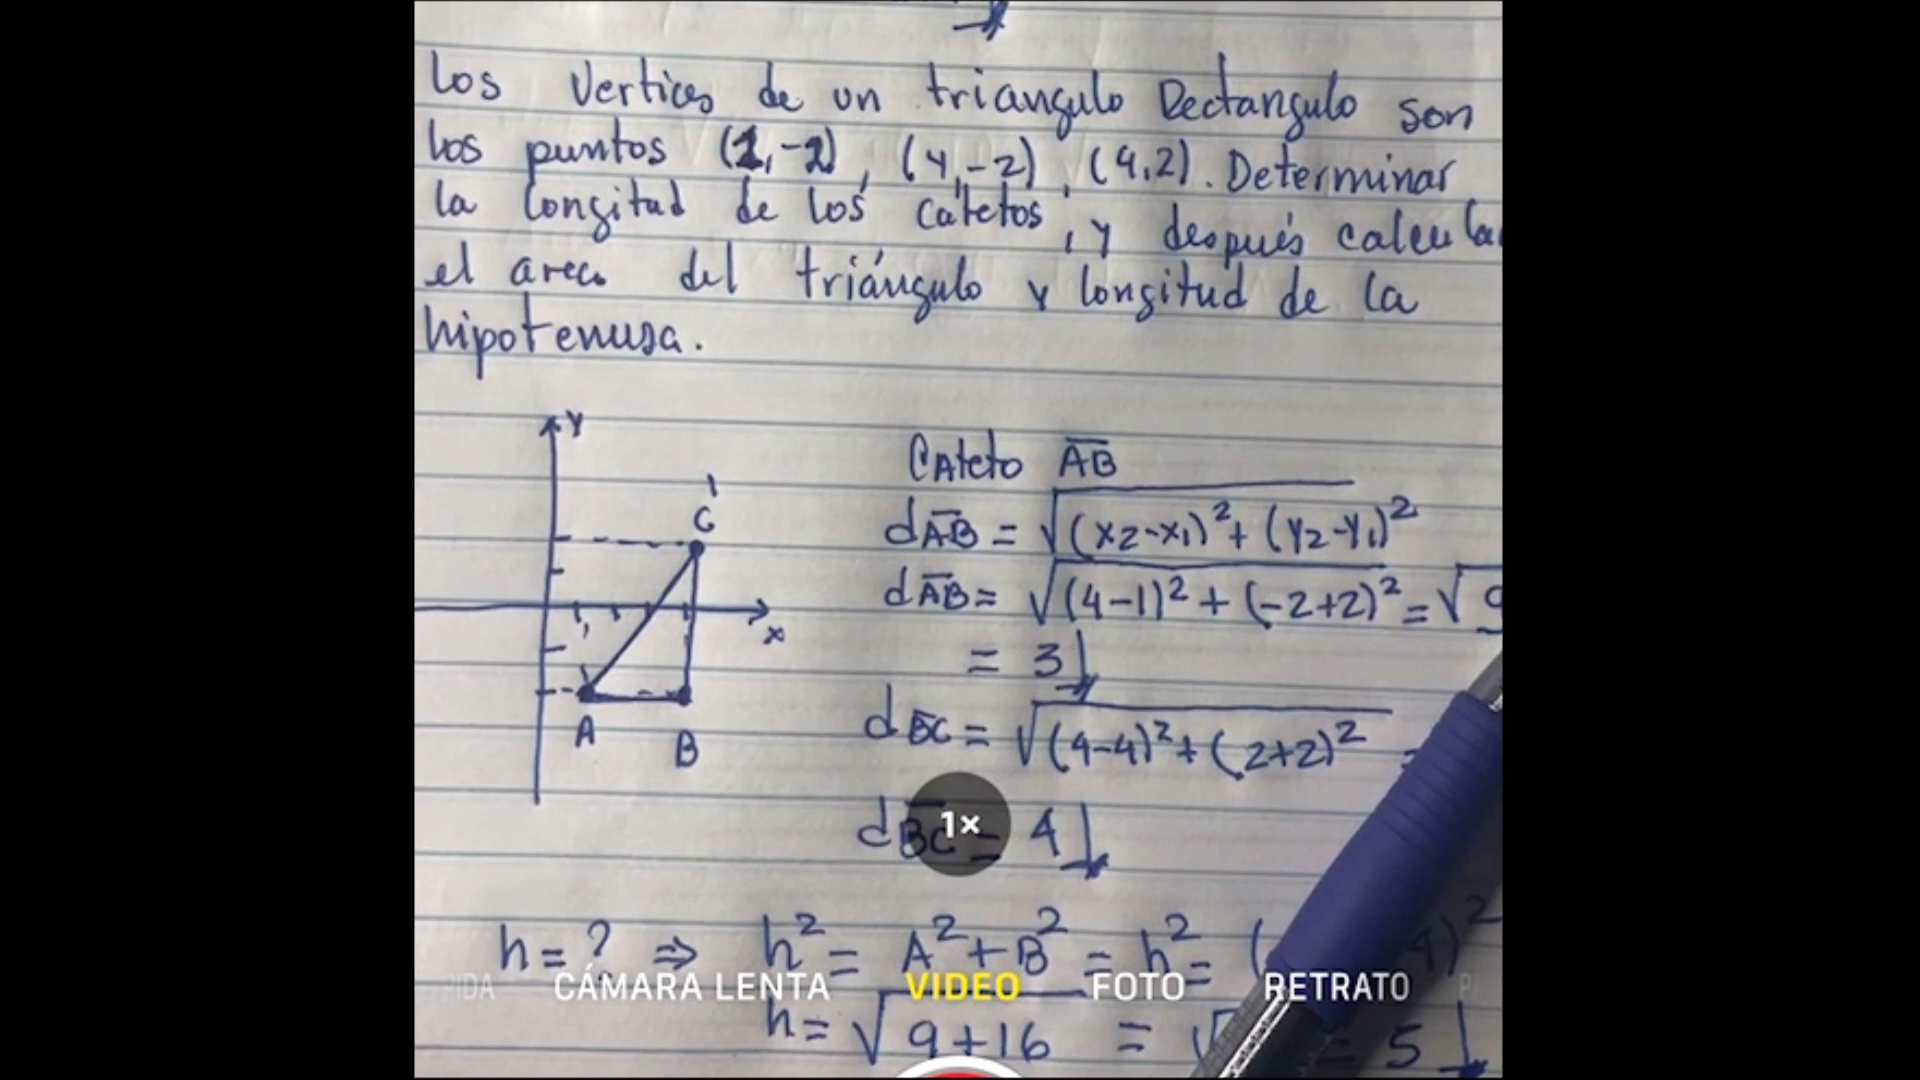 los vertices de un triangulo Rectangulo son
los puntos (1,-2), (4,-2), (4,2). Determinar
la longitud de los catetos, y después calcular
el area del triángulo y longitud de la
hipotenusa.
Y
C
x
A
B
CAteto AB
dAB = √(x2-x1)²+(y2-y1)²
dAB = √(4-1)²+(-2+2)² = √9
= 3
dBC = √(4-4)²+(2+2)² =
dBC = 4
1×
h=? ⇒ h² = A²+B² = h² = (
CÁMARA LENTA VIDEO FOTO RETRATO
h= √9+16 = √ = 5